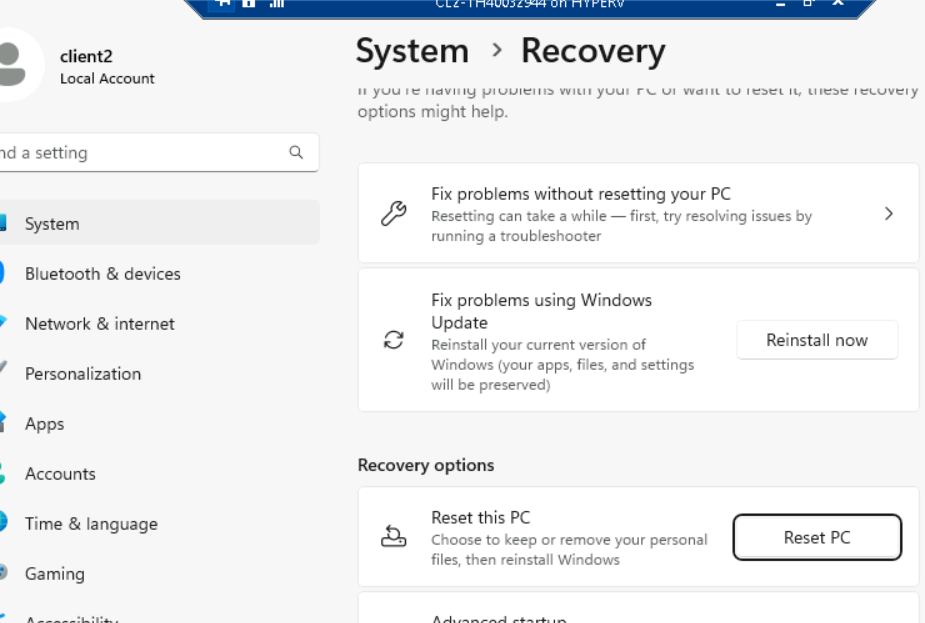 CL2-TH40032944 on HYPERV
client2
Local Account
nd a setting
System
Bluetooth & devices
Network & internet
Personalization
Apps
Accounts
Time & language
Gaming
Accessibility
System > Recovery
If you're having problems with your PC or want to reset it, these recovery
options might help.
Fix problems without resetting your PC
Resetting can take a while — first, try resolving issues by
running a troubleshooter
Fix problems using Windows
Update
Reinstall your current version of
Windows (your apps, files, and settings
will be preserved)
Reinstall now
Recovery options
Reset this PC
Choose to keep or remove your personal
files, then reinstall Windows
Reset PC
Advanced startup